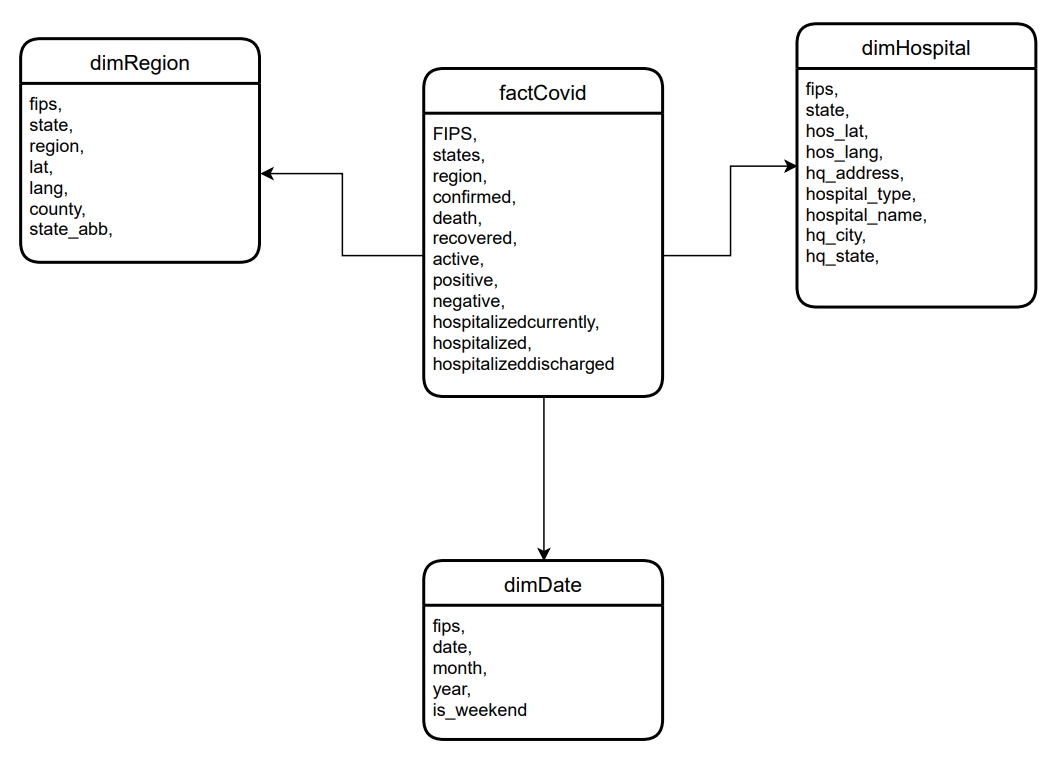 dimRegion
fips,
state,
region,
lat,
lang,
county,
state_abb,
factCovid
FIPS,
states,
region,
confirmed,
death,
recovered,
active,
positive,
negative,
hospitalizedcurrently,
hospitalized,
hospitalizeddischarged
dimHospital
fips,
state,
hos_lat,
hos_lang,
hq_address,
hospital_type,
hospital_name,
hq_city,
hq_state,
dimDate
fips,
date,
month,
year,
is_weekend